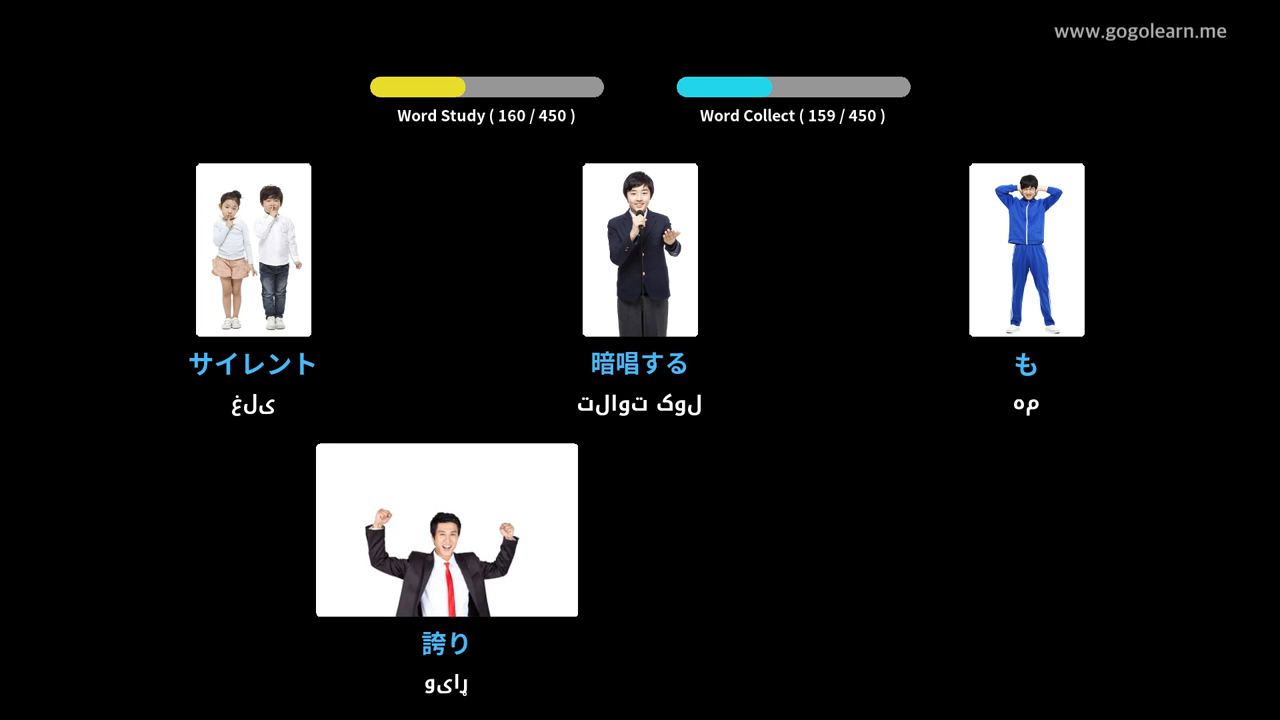 www.gogolearn.me
Word Study ( 160 / 450 )
Word Collect ( 159 / 450 )
サイレント
غلی
暗唱する
تلاوت کول
も
هم
誇り
ویاړ